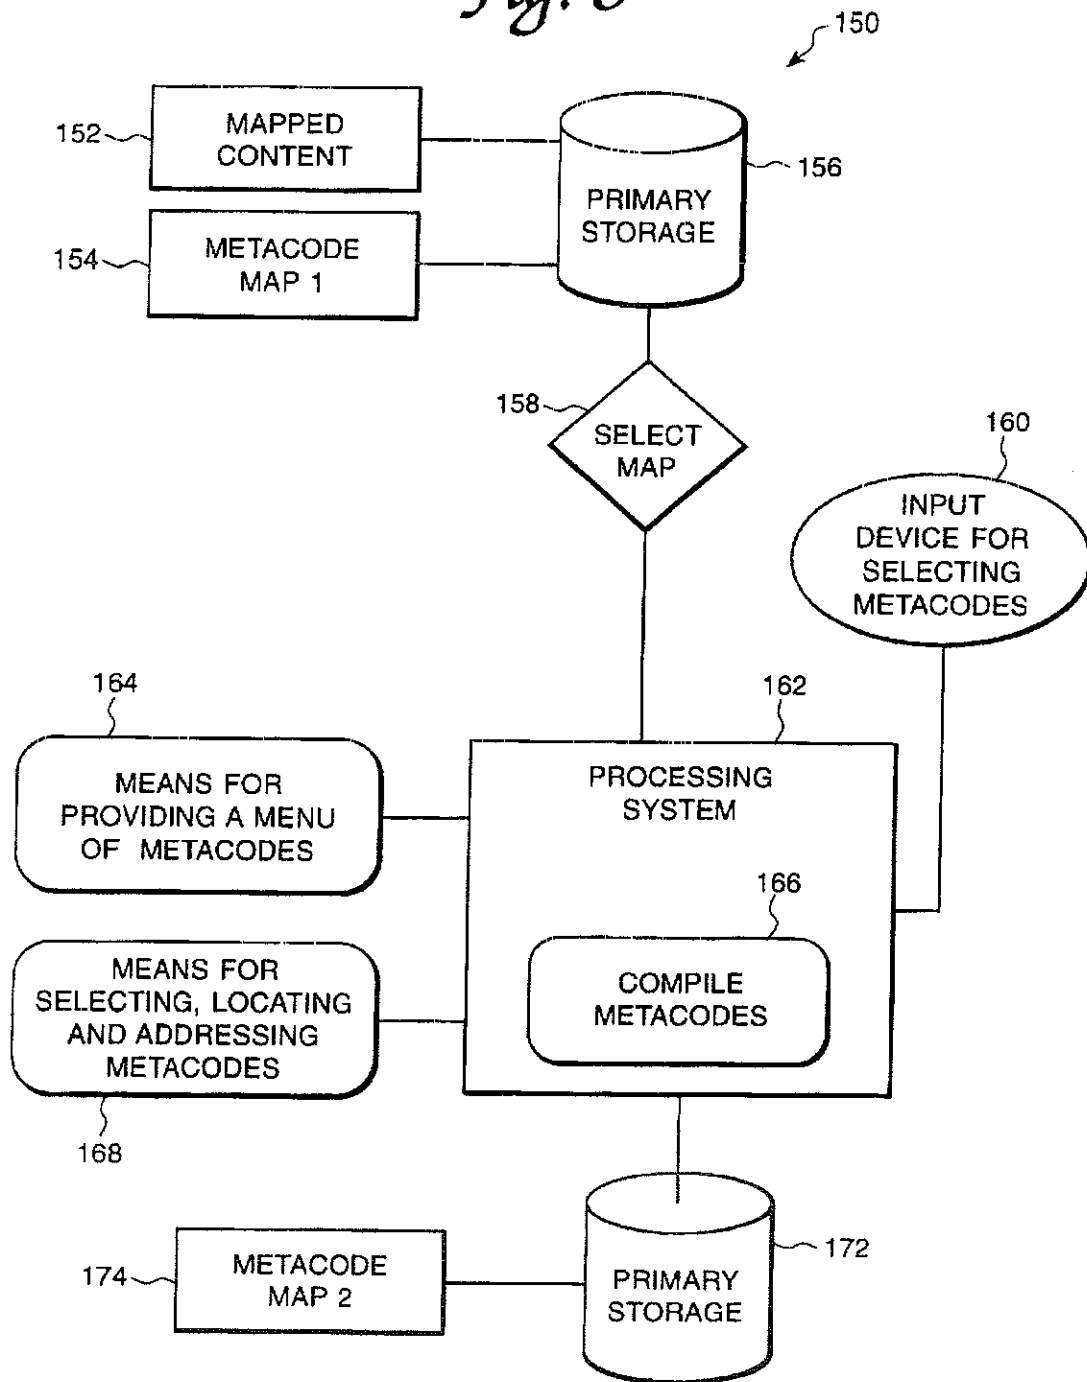 Fig.
150
152
MAPPED
CONTENT
156
PRIMARY
STORAGE
154
METACODE
MAP 1
158
SELECT
MAP
160
INPUT
DEVICE FOR
SELECTING
METACODES
164
MEANS FOR
PROVIDING A MENU
OF METACODES
162
PROCESSING
SYSTEM
166
COMPILE
METACODES
MEANS FOR
SELECTING, LOCATING
AND ADDRESSING
METACODES
168
172
PRIMARY
STORAGE
174
METACODE
MAP 2